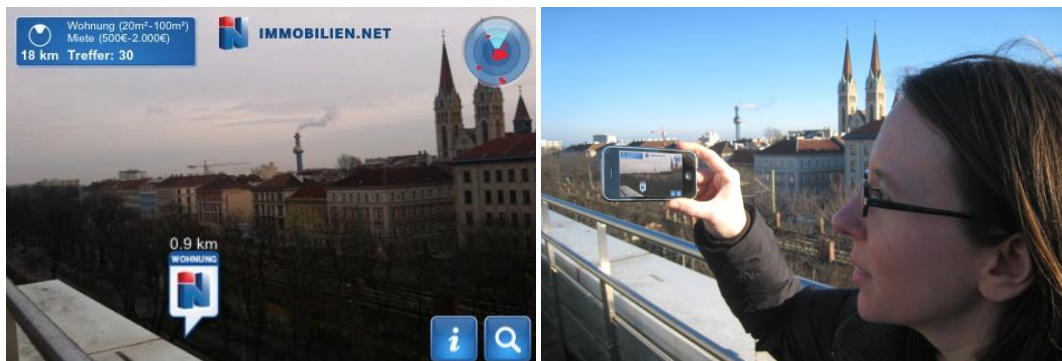 Wohnung (20m²-100m²)
Miete (500€-2.000€)
18 km Treffer: 30
IMMOBILIEN.NET
0.9 km
WOHNUNG
i